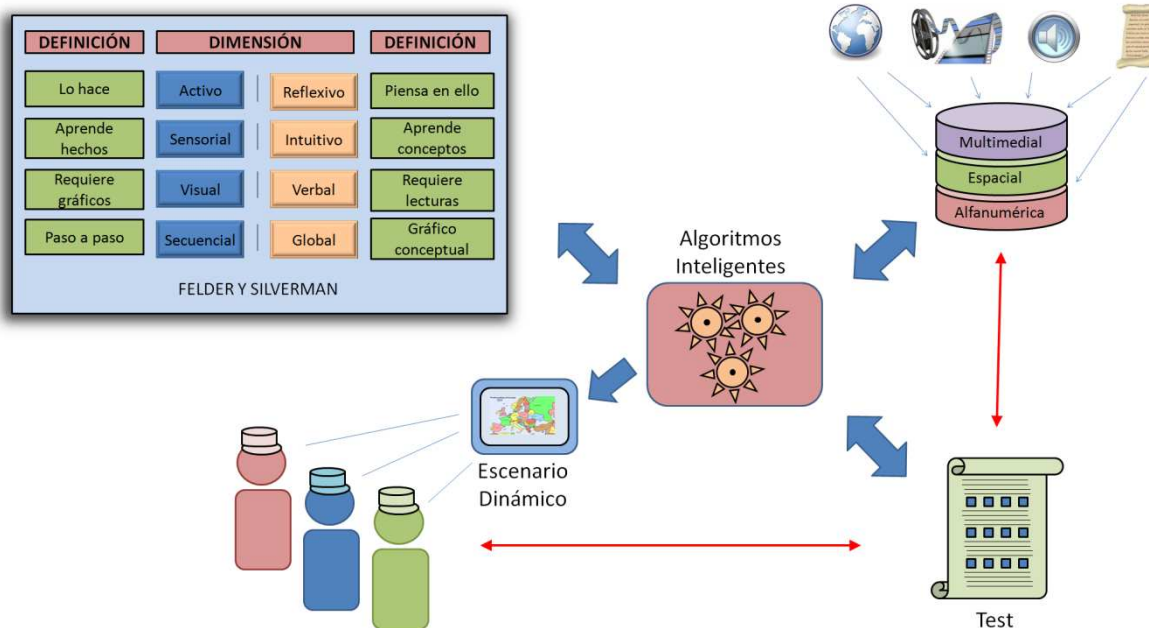 DEFINICIÓN DIMENSIÓN DEFINICIÓN
Lo hace Activo Reflexivo Piensa en ello
Aprende
hechos
Sensorial Intuitivo
Aprende
conceptos
Requiere
gráficos
Visual Verbal
Requiere
lecturas
Paso a paso Secuencial Global
Gráfico
conceptual
FELDER Y SILVERMAN
Multimedial
Espacial
Alfanumérica
Algoritmos
Inteligentes
Escenario
Dinámico
Test